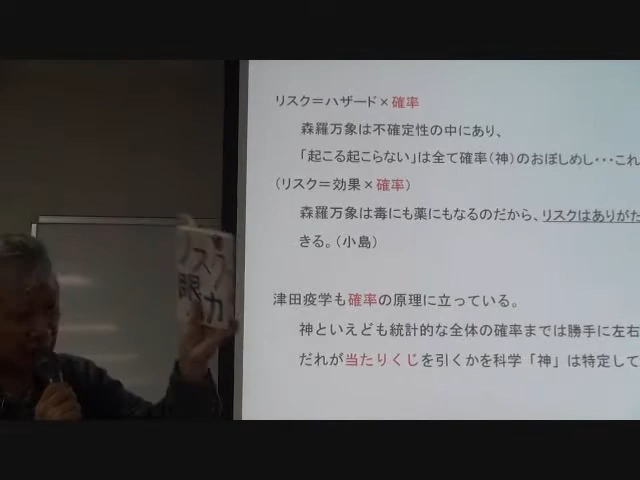 リスク＝ハザード×確率
森羅万象は不確定性の中にあり、
「起こる起こらない」は全て確率（神）のおぼしめし・・・これ
（リスク＝効果×確率）
森羅万象は毒にも薬にもなるのだから、リスクはありがた
きる。（小島）
津田疫学も確率の原理に立っている。
神といえども統計的な全体の確率までは勝手に左右
だれが当たりくじを引くかを科学「神」は特定して
リスク
眼力